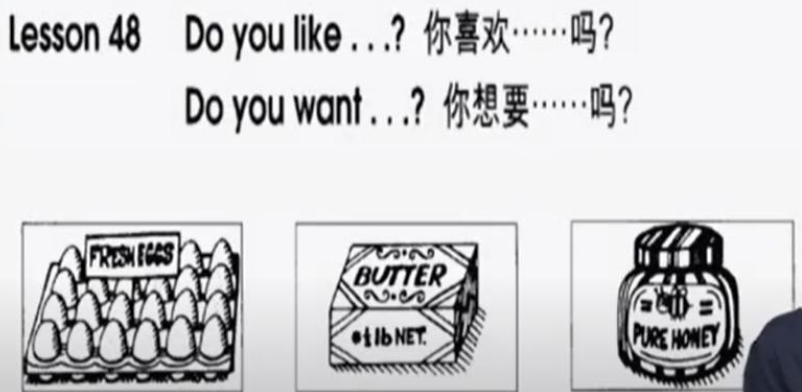 Lesson 48 Do you like . . .? 你喜欢……吗?
Do you want . . .? 你想要……吗?
FRESH EGGS
BUTTER
½ lb NET.
PURE HONEY